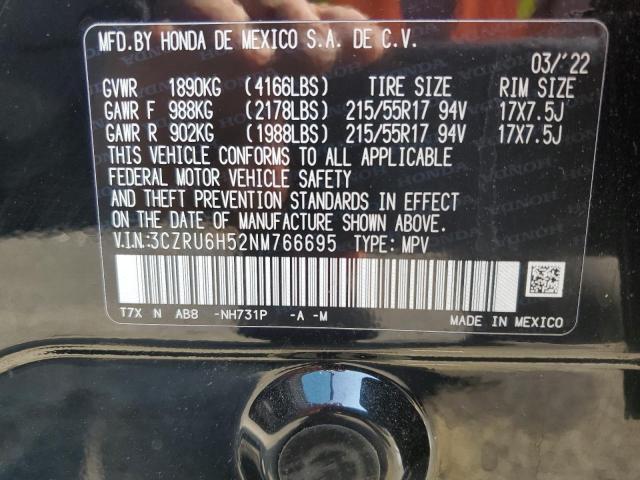 MFD. BY HONDA DE MEXICO S.A. DE C.V.
03/'22
GVWR 1890KG (4166LBS) TIRE SIZE RIM SIZE
GAWR F 988KG (2178LBS) 215/55R17 94V 17X7.5J
GAWR R 902KG (1988LBS) 215/55R17 94V 17X7.5J
THIS VEHICLE CONFORMS TO ALL APPLICABLE
FEDERAL MOTOR VEHICLE SAFETY
AND THEFT PREVENTION STANDARDS IN EFFECT
ON THE DATE OF MANUFACTURE SHOWN ABOVE.
V.I.N:3CZRU6H52NM766695 TYPE: MPV
T7X N AB8 -NH731P -A -M MADE IN MEXICO